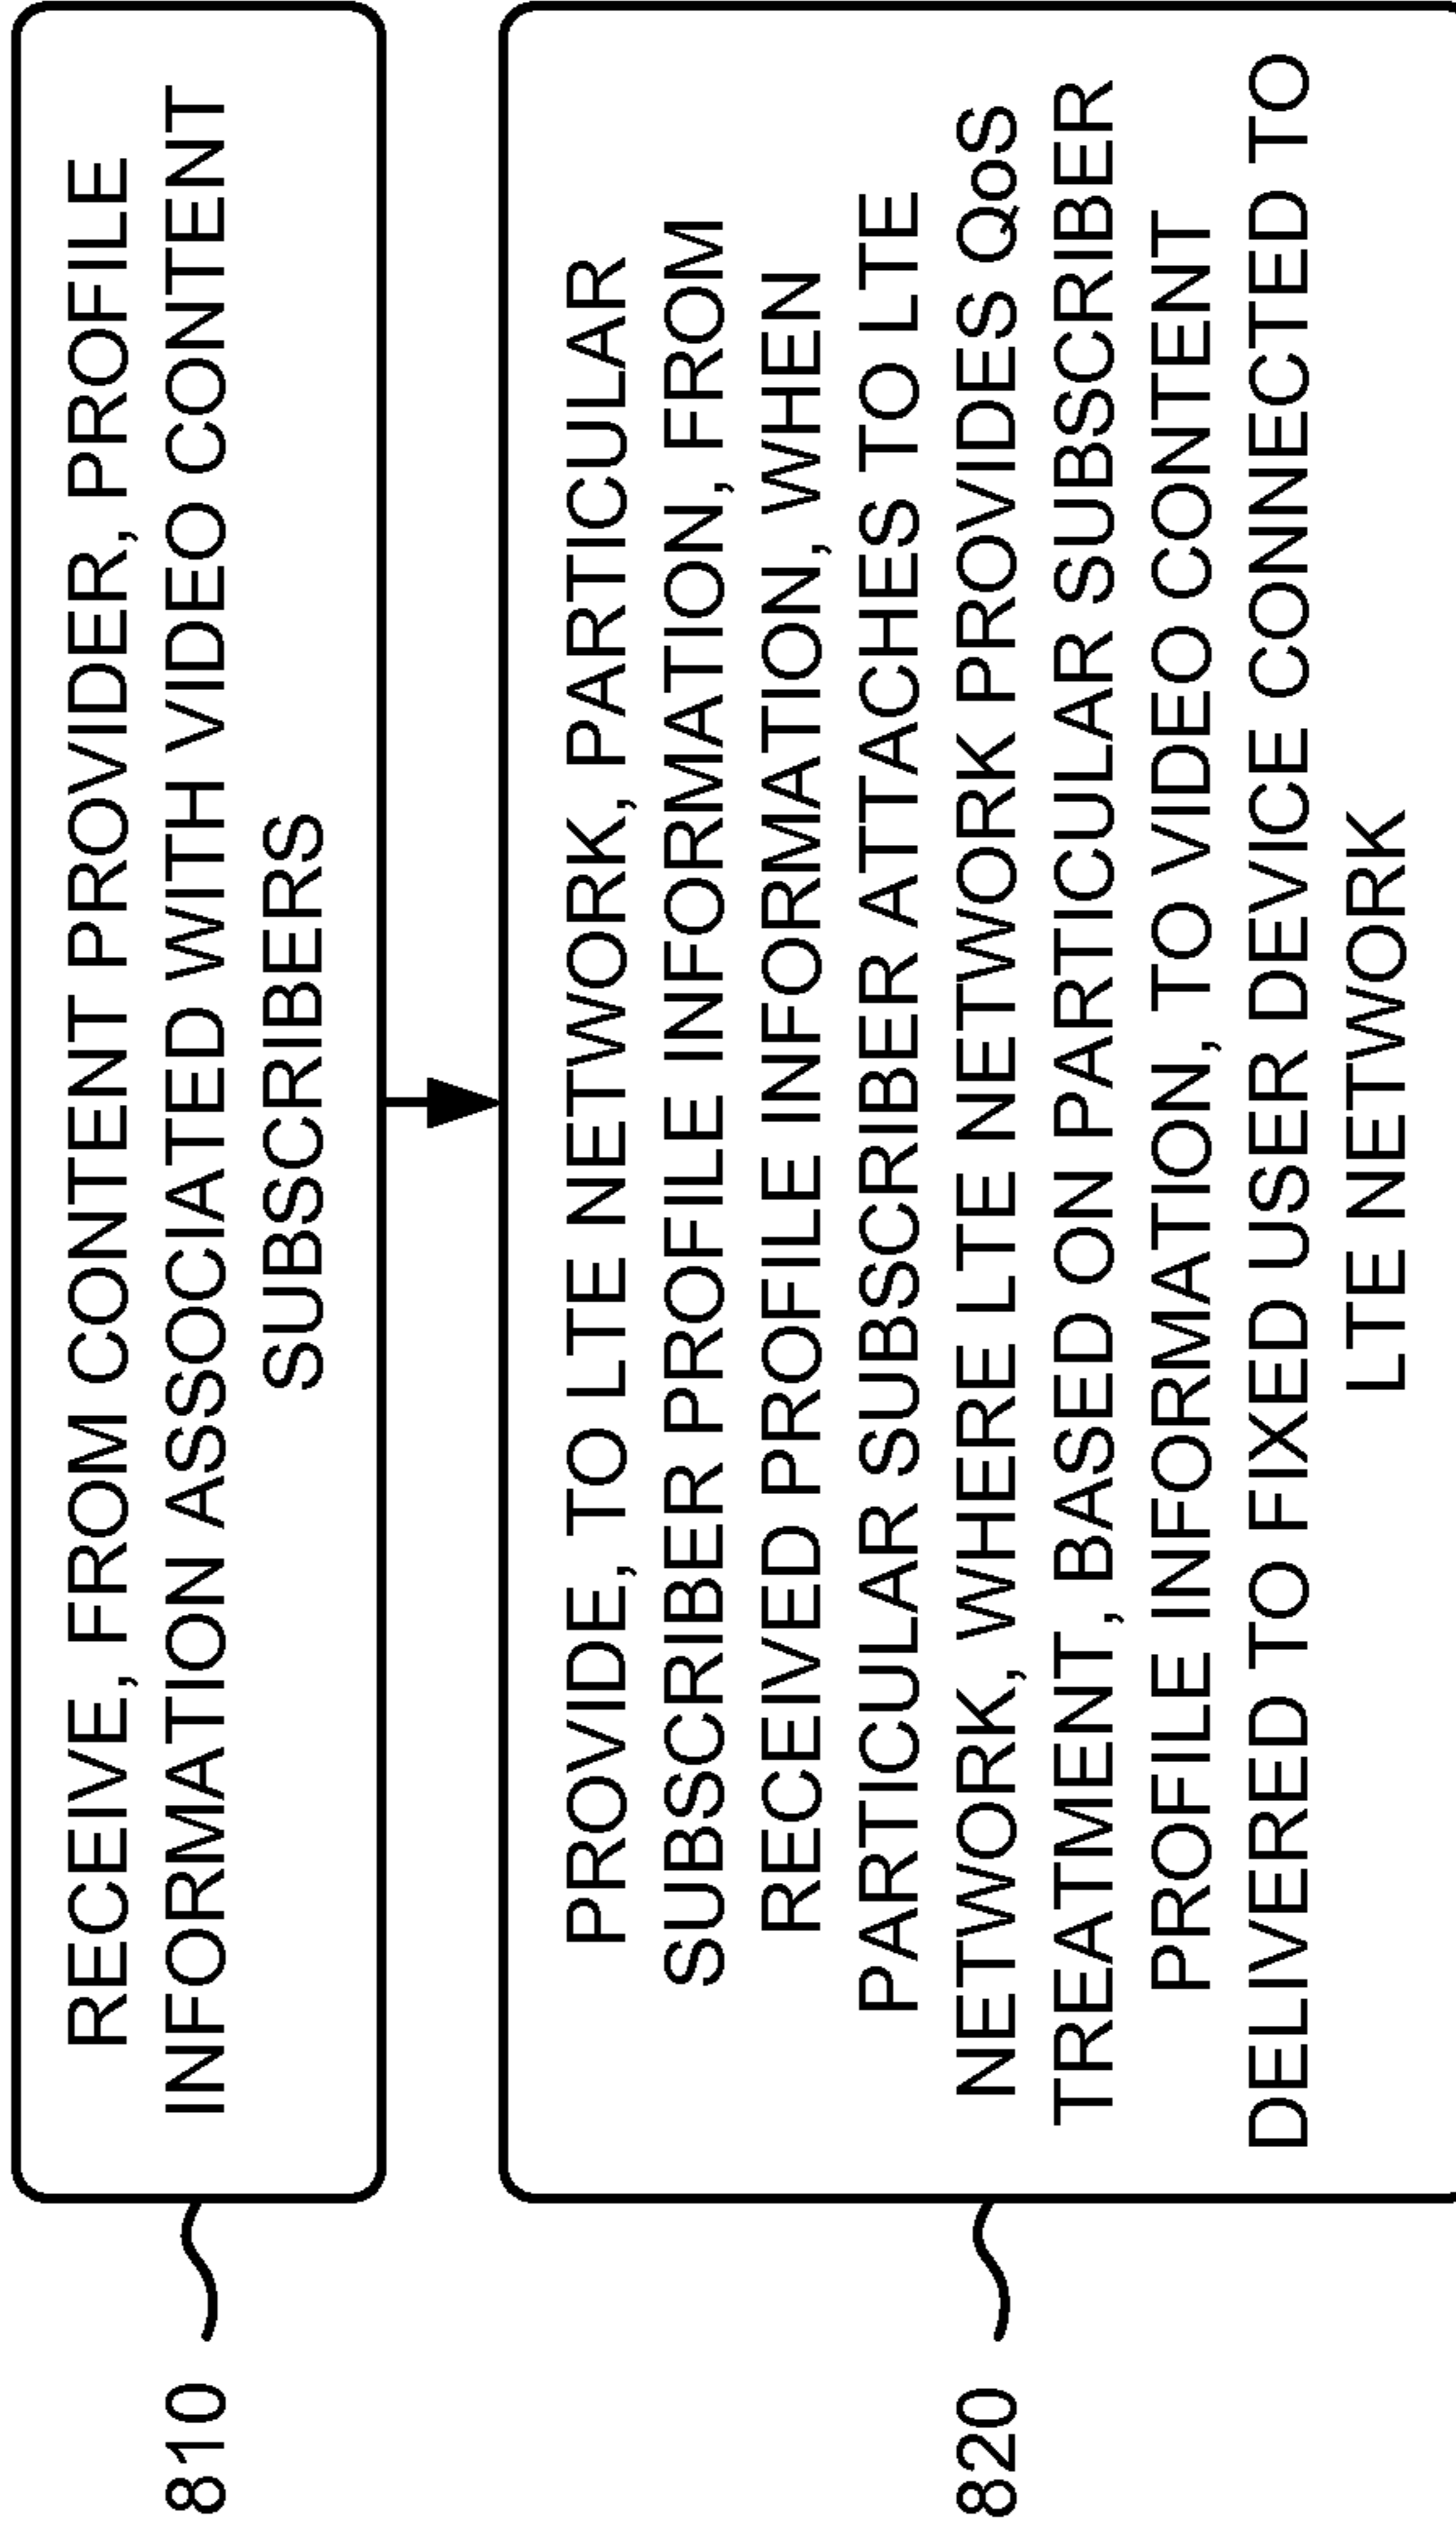 810
RECEIVE, FROM CONTENT PROVIDER, PROFILE
INFORMATION ASSOCIATED WITH VIDEO CONTENT
SUBSCRIBERS
820
PROVIDE, TO LTE NETWORK, PARTICULAR
SUBSCRIBER PROFILE INFORMATION, FROM
RECEIVED PROFILE INFORMATION, WHEN
PARTICULAR SUBSCRIBER ATTACHES TO LTE
NETWORK, WHERE LTE NETWORK PROVIDES QoS
TREATMENT, BASED ON PARTICULAR SUBSCRIBER
PROFILE INFORMATION, TO VIDEO CONTENT
DELIVERED TO FIXED USER DEVICE CONNECTED TO
LTE NETWORK